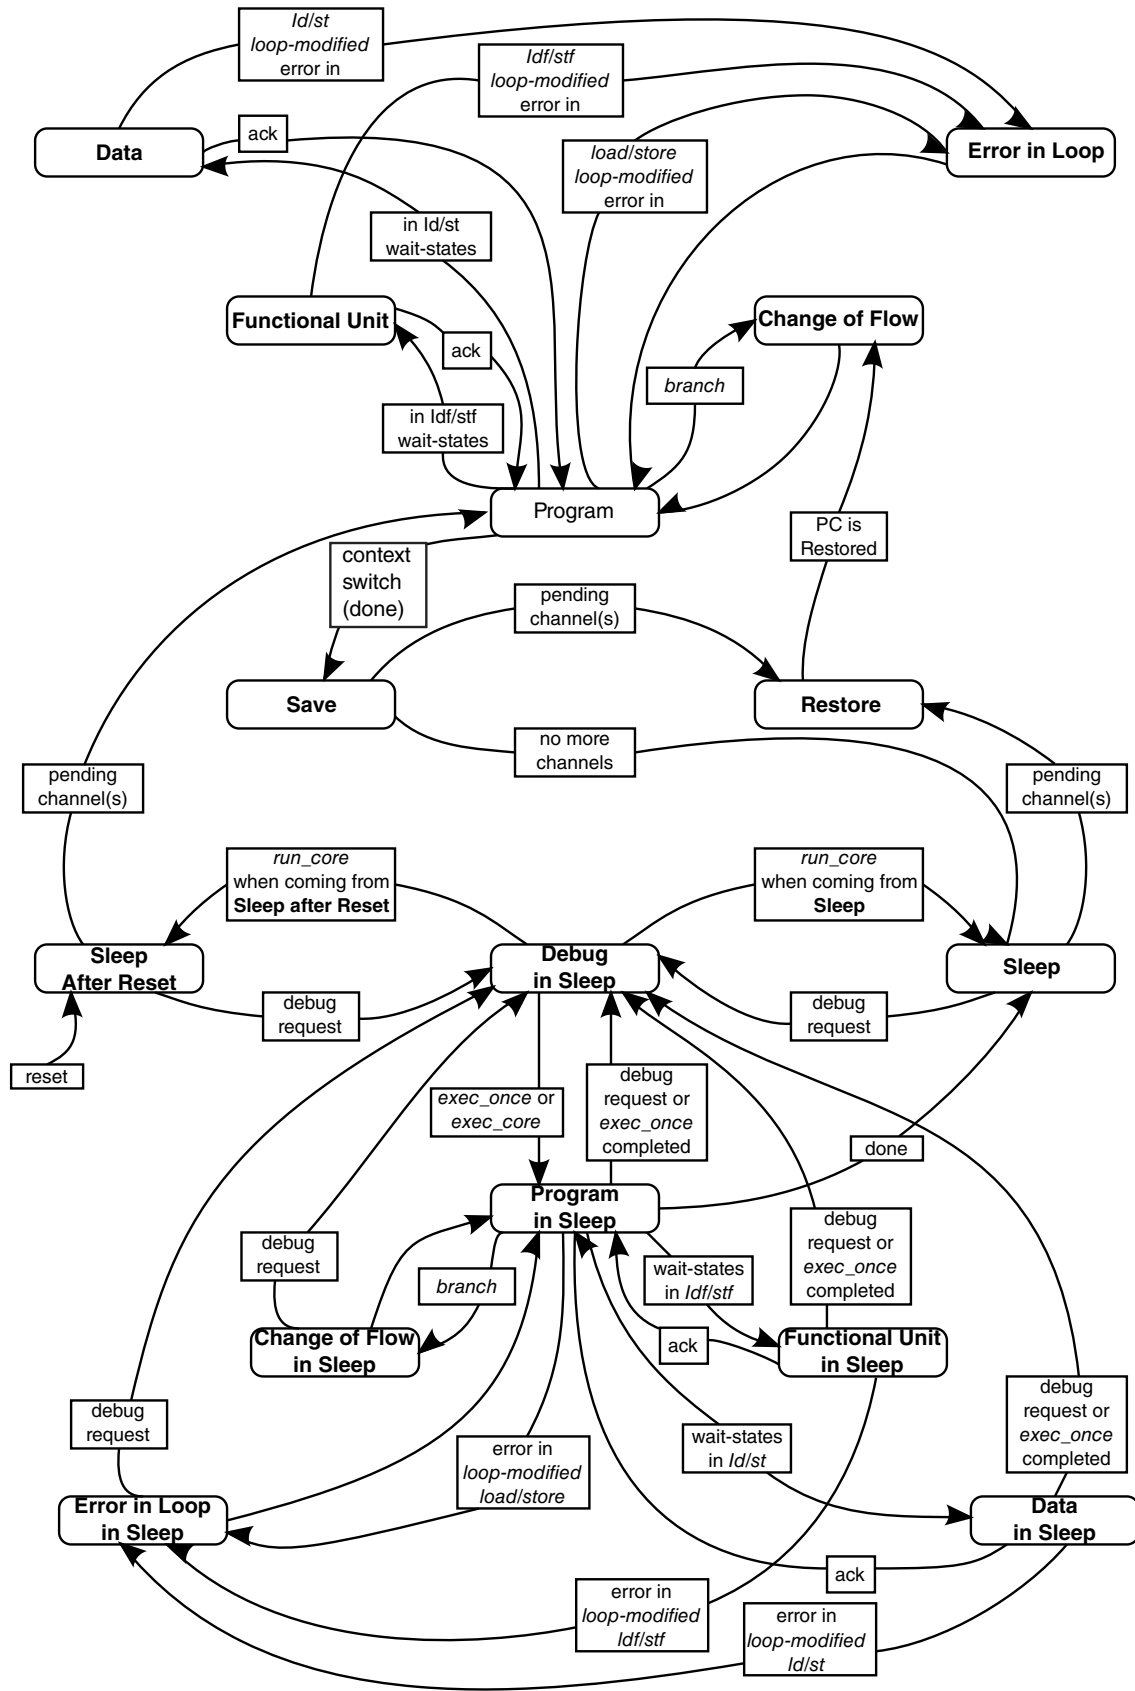 ld/st
loop-modified
error in
ldf/stf
loop-modified
error in
ack
Data
load/store
loop-modified
error in
Error in Loop
in ld/st
wait-states
Functional Unit
ack
Change of Flow
branch
in ldf/stf
wait-states
Program
PC is
Restored
context
switch
(done)
pending
channel(s)
Save
Restore
no more
channels
pending
channel(s)
pending
channel(s)
run_core
when coming from
Sleep after Reset
run_core
when coming from
Sleep
Sleep
After Reset
Debug
in Sleep
Sleep
debug
request
debug
request
reset
exec_once or
exec_core
debug
request or
exec_once
completed
done
Program
in Sleep
debug
request
branch
wait-states
in ldf/stf
debug
request or
exec_once
completed
ack
Change of Flow
in Sleep
Functional Unit
in Sleep
debug
request
error in
loop-modified
load/store
wait-states
in ld/st
debug
request or
exec_once
completed
Error in Loop
in Sleep
Data
in Sleep
ack
error in
loop-modified
ldf/stf
error in
loop-modified
ld/st